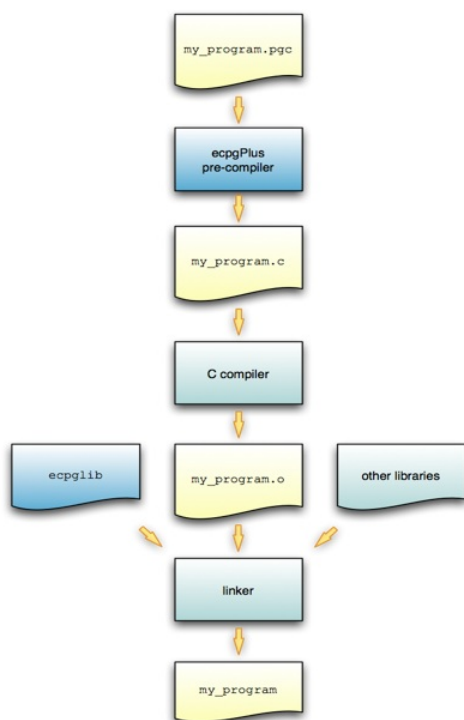 my_program.pgc
ecpgPlus
pre-compiler
my_program.c
C compiler
ecpglib
my_program.o
other libraries
linker
my_program